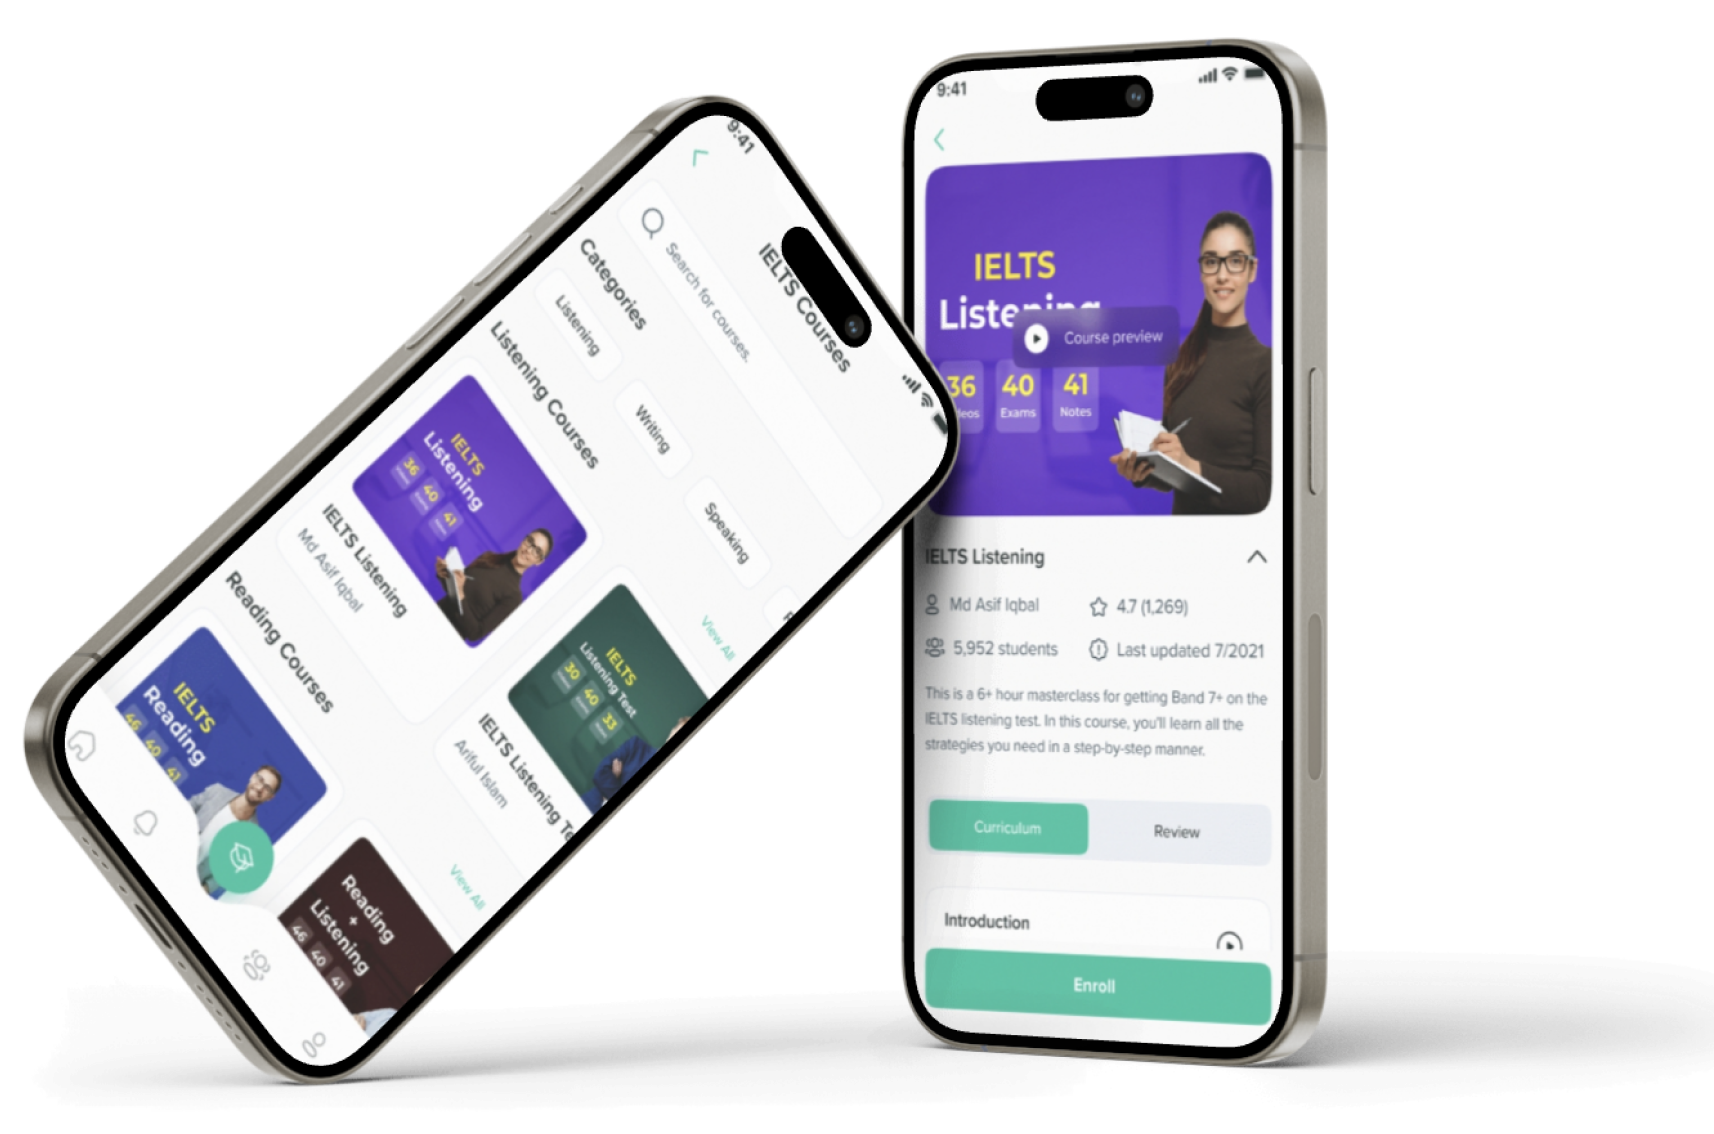 9:41
IELTS Courses
Search for courses.
Categories
Listening
Writing
Speaking
Listening Courses
View All
IELTS
Listening
36
40
41
IELTS Listening
Md Asif Iqbal
IELTS
Listening Test
30
40
33
IELTS Listening Te
Ariful Islam
Reading Courses
View All
IELTS
Reading
46
40
41
Reading
+
Listening
46
40
41
9:41
IELTS
Listening
Course preview
36
40
41
deos
Exams
Notes
IELTS Listening
Md Asif Iqbal
4.7 (1,269)
5,952 students
Last updated 7/2021
This is a 6+ hour masterclass for getting Band 7+ on the
IELTS listening test. In this course, you'll learn all the
strategies you need in a step-by-step manner.
Curriculum
Review
Introduction
Enroll